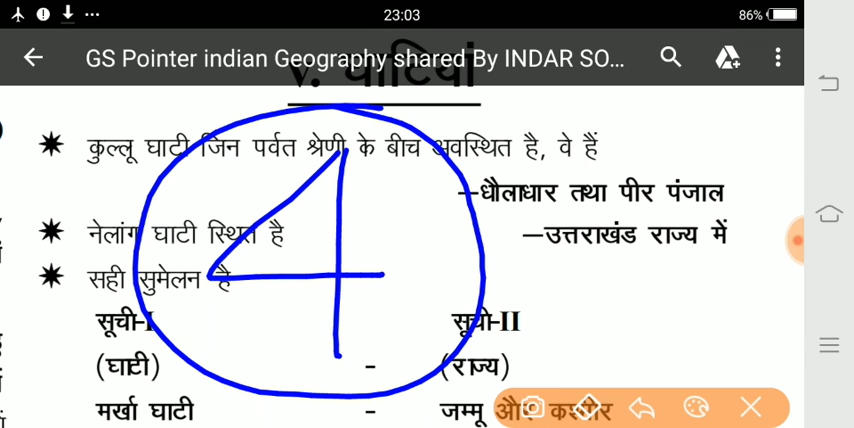 23:03
86%
GS Pointer indian Geography shared By INDAR SO...
v. घाटियां
✷ कुल्लू घाटी जिन पर्वत श्रेणी के बीच अवस्थित है, वे हैं
–धौलाधार तथा पीर पंजाल
✷ नेलांग घाटी स्थित है –उत्तराखंड राज्य में
✷ सही सुमेलन है
सूची-I सूची-II
(घाटी) - (राज्य)
मर्खा घाटी - जम्मू और कश्मीर
4